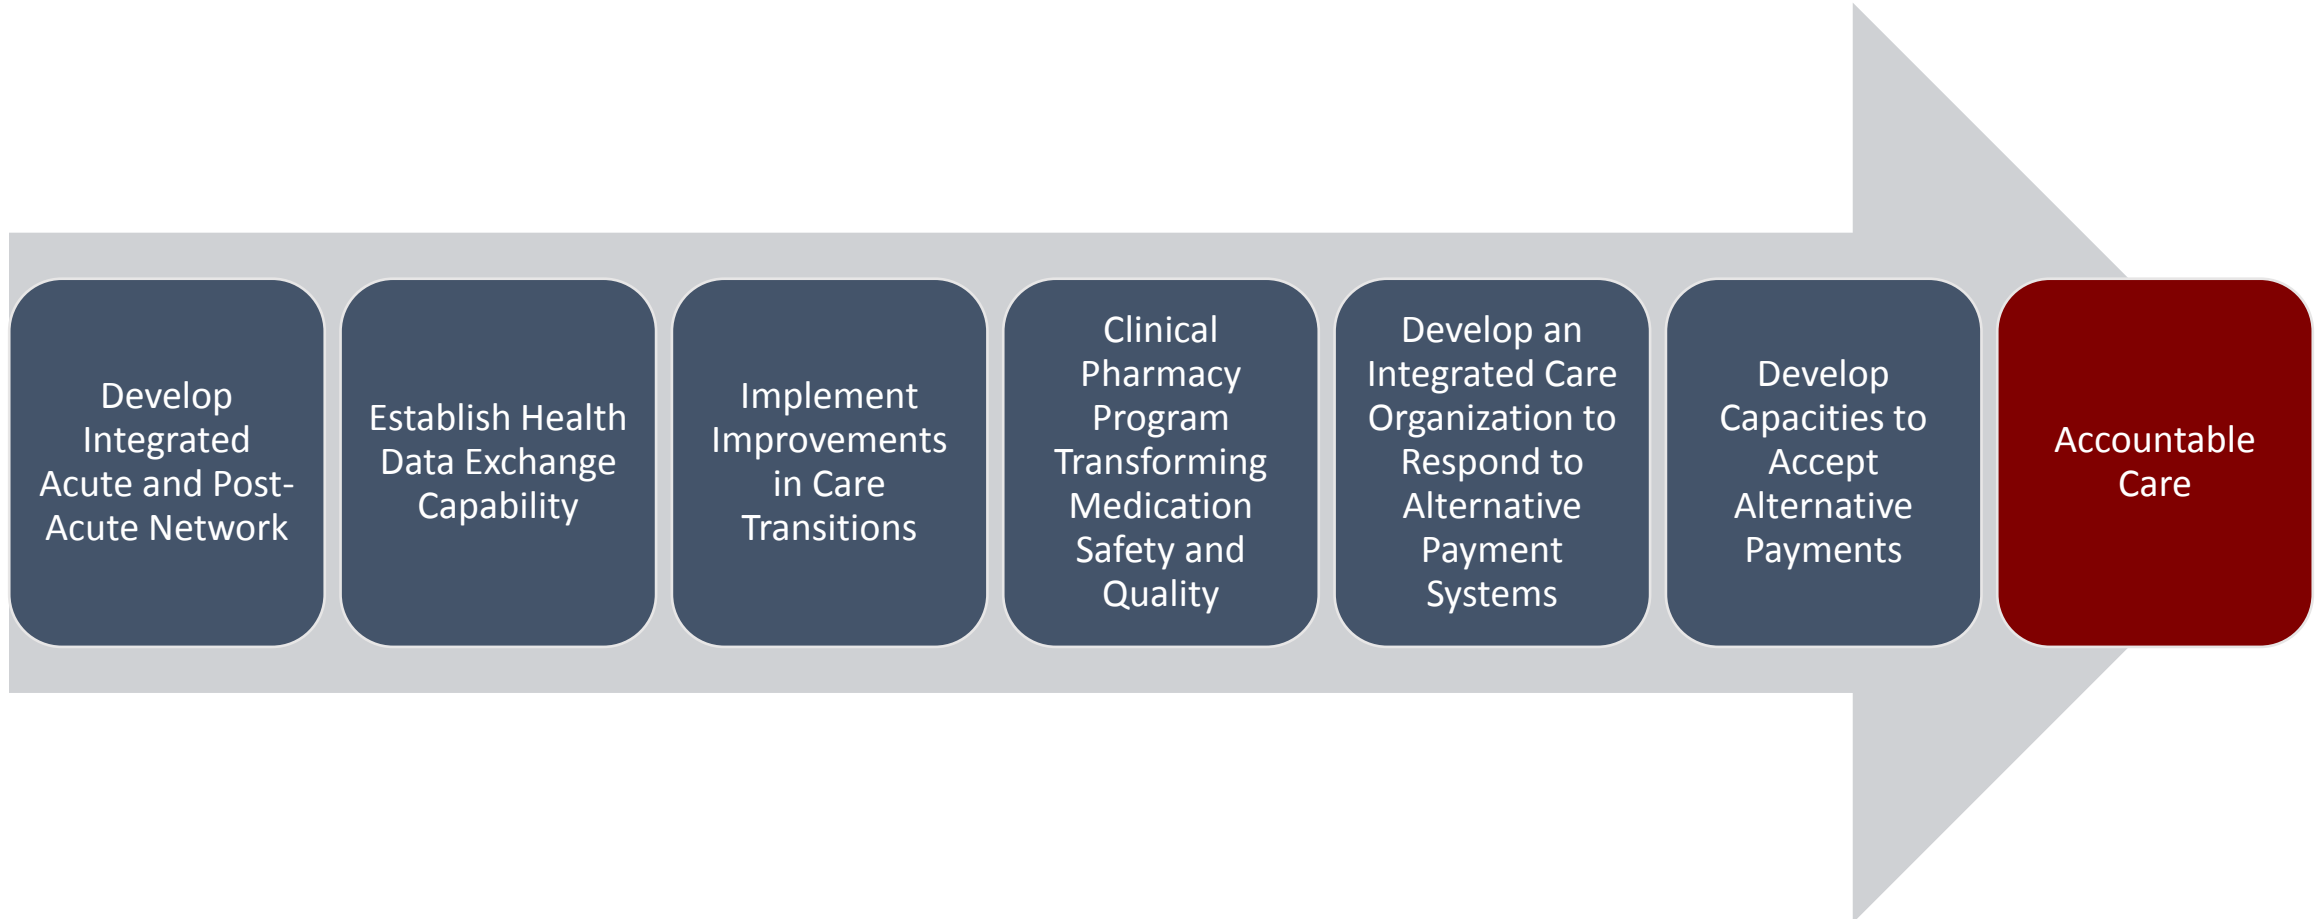 Develop
Integrated
Acute and Post-
Acute Network
Establish Health
Data Exchange
Capability
Implement
Improvements
in Care
Transitions
Clinical
Pharmacy
Program
Transforming
Medication
Safety and
Quality
Develop an
Integrated Care
Organization to
Respond to
Alternative
Payment
Systems
Develop
Capacities to
Accept
Alternative
Payments
Accountable
Care